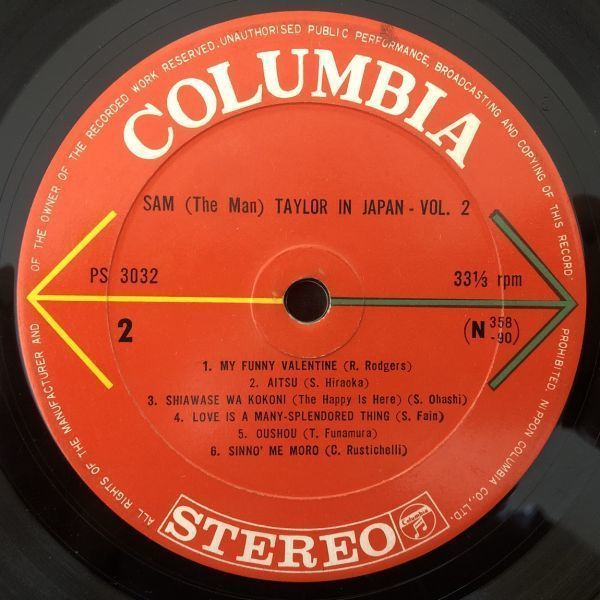 ALL RIGHTS OF THE MANUFACTURER AND OF THE OWNER OF THE RECORDED WORK RESERVED. UNAUTHORISED PUBLIC PERFORMANCE, BROADCASTING AND COPYING OF THIS RECORD PROHIBITED. NIPPON COLUMBIA CO., LTD.
COLUMBIA
SAM (The Man) TAYLOR IN JAPAN - VOL. 2
PS 3032
33 1/3 rpm
2
(N 358
-90)
1. MY FUNNY VALENTINE (R. Rodgers)
2. AITSU (S. Hiraoka)
3. SHIAWASE WA KOKONI (The Happy Is Here) (S. Ohashi)
4. LOVE IS A MANY-SPLENDORED THING (S. Fain)
5. OUSHOU (T. Funamura)
6. SINNO' ME MORO (C. Rustichelli)
STEREO
Columbia